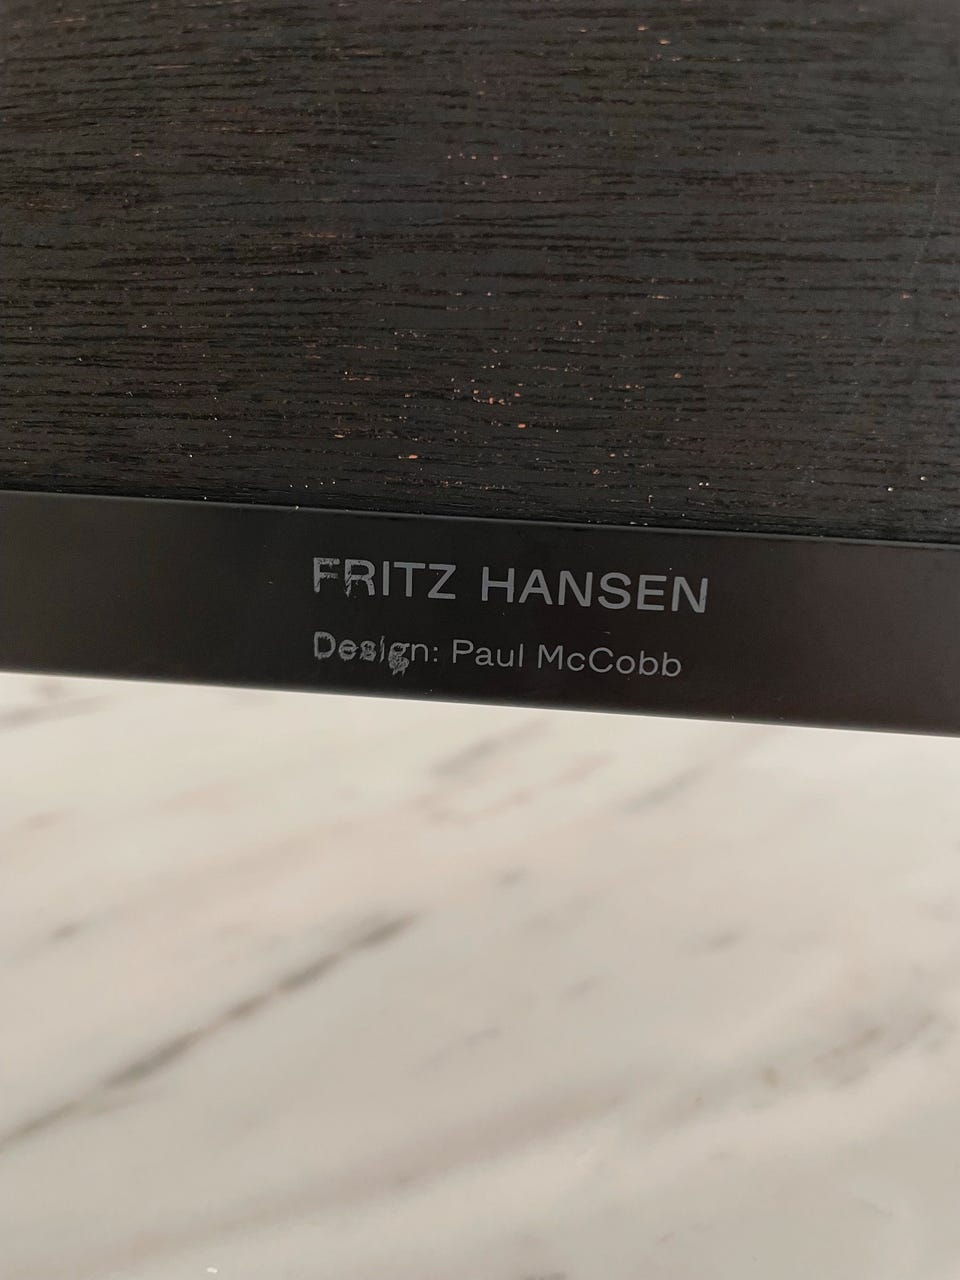 FRITZ HANSEN
Design: Paul McCobb